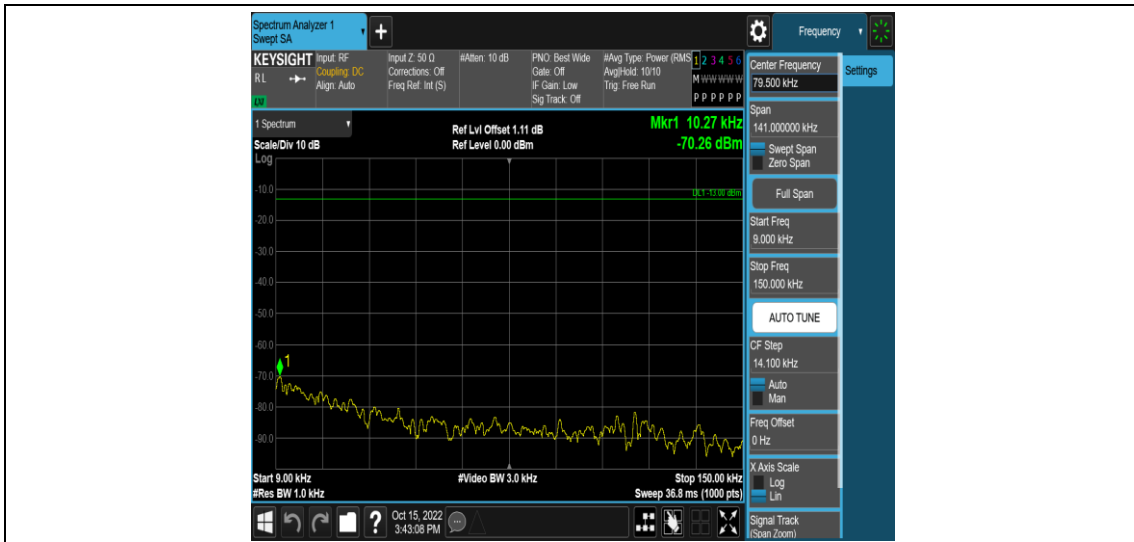 Spectrum Analyzer 1
Swept SA
+
Frequency
KEYSIGHT
RL
LM
Input: RF
Coupling: DC
Align: Auto
Input Z: 50 Ω
Corrections: Off
Freq Ref: Int (S)
#Atten: 10 dB
PNO: Best Wide
Gate: Off
IF Gain: Low
Sig Track: Off
#Avg Type: Power (RMS
Avg|Hold: 10/10
Trig: Free Run
1 2 3 4 5 6
M W W W W W
P P P P P P
1 Spectrum
Scale/Div 10 dB
Log
Ref Lvl Offset 1.11 dB
Ref Level 0.00 dBm
Mkr1 10.27 kHz
-70.26 dBm
DL1 -13.00 dBm
-10.0
-20.0
-30.0
-40.0
-50.0
-60.0
-70.0
-80.0
-90.0
1
Start 9.00 kHz
#Res BW 1.0 kHz
#Video BW 3.0 kHz
Stop 150.00 kHz
Sweep 36.8 ms (1000 pts)
Center Frequency
79.500 kHz
Settings
Span
141.000000 kHz
Swept Span
Zero Span
Full Span
Start Freq
9.000 kHz
Stop Freq
150.000 kHz
AUTO TUNE
CF Step
14.100 kHz
Auto
Man
Freq Offset
0 Hz
X Axis Scale
Log
Lin
Signal Track
(Span Zoom)
?
Oct 15, 2022
3:43:08 PM